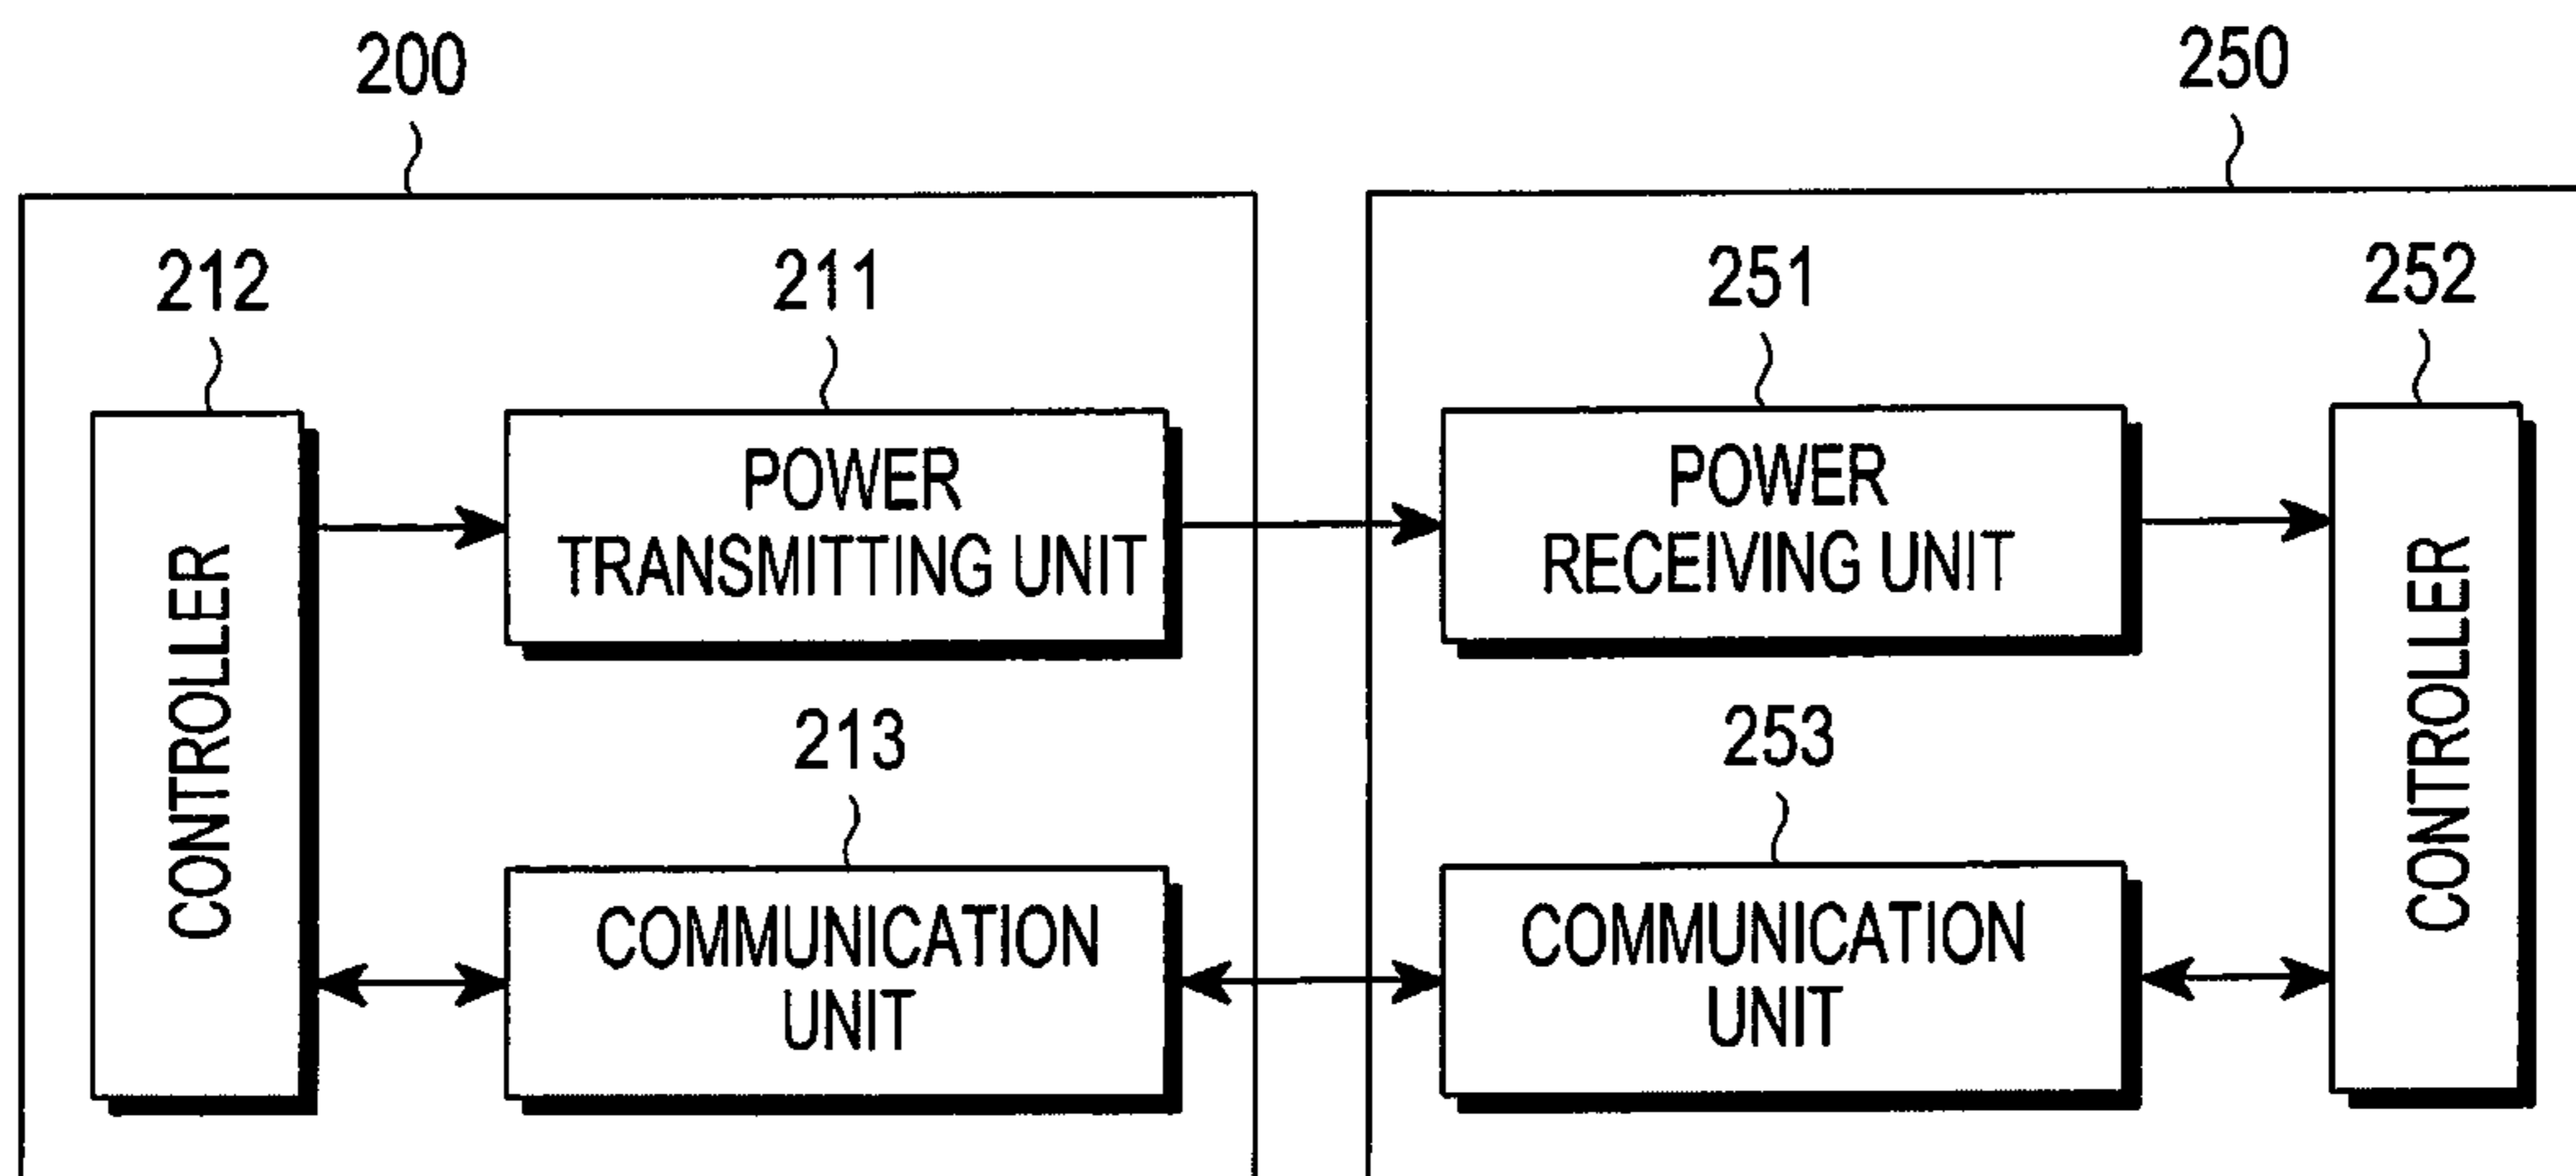 200
250
212
211
251
252
POWER
TRANSMITTING UNIT
POWER
RECEIVING UNIT
CONTROLLER
CONTROLLER
213
253
COMMUNICATION
UNIT
COMMUNICATION
UNIT